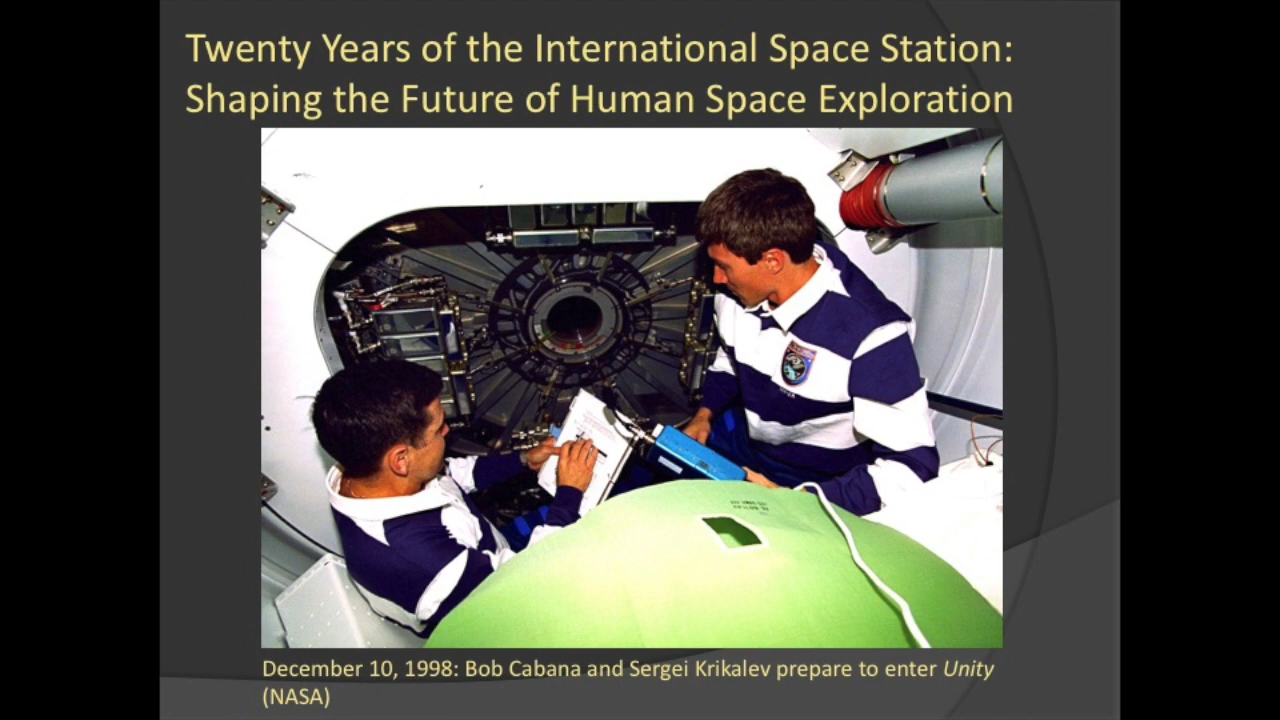 Twenty Years of the International Space Station:
Shaping the Future of Human Space Exploration
December 10, 1998: Bob Cabana and Sergei Krikalev prepare to enter Unity
(NASA)